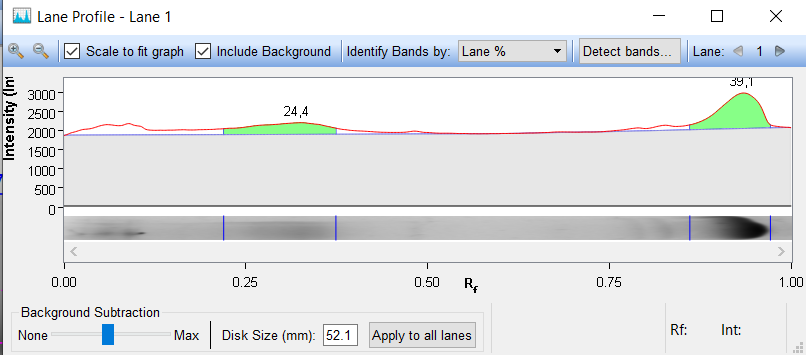 Lane Profile - Lane 1
Scale to fit graph Include Background Identify Bands by: Lane % Detect bands... Lane: 1
Intensity (Int
3000
2500
2000
1500
1000
500
0
24,4
39,1
0.00 0.25 0.50 0.75 1.00
Rf
Background Subtraction
None Max Disk Size (mm): 52.1 Apply to all lanes
Rf: Int: